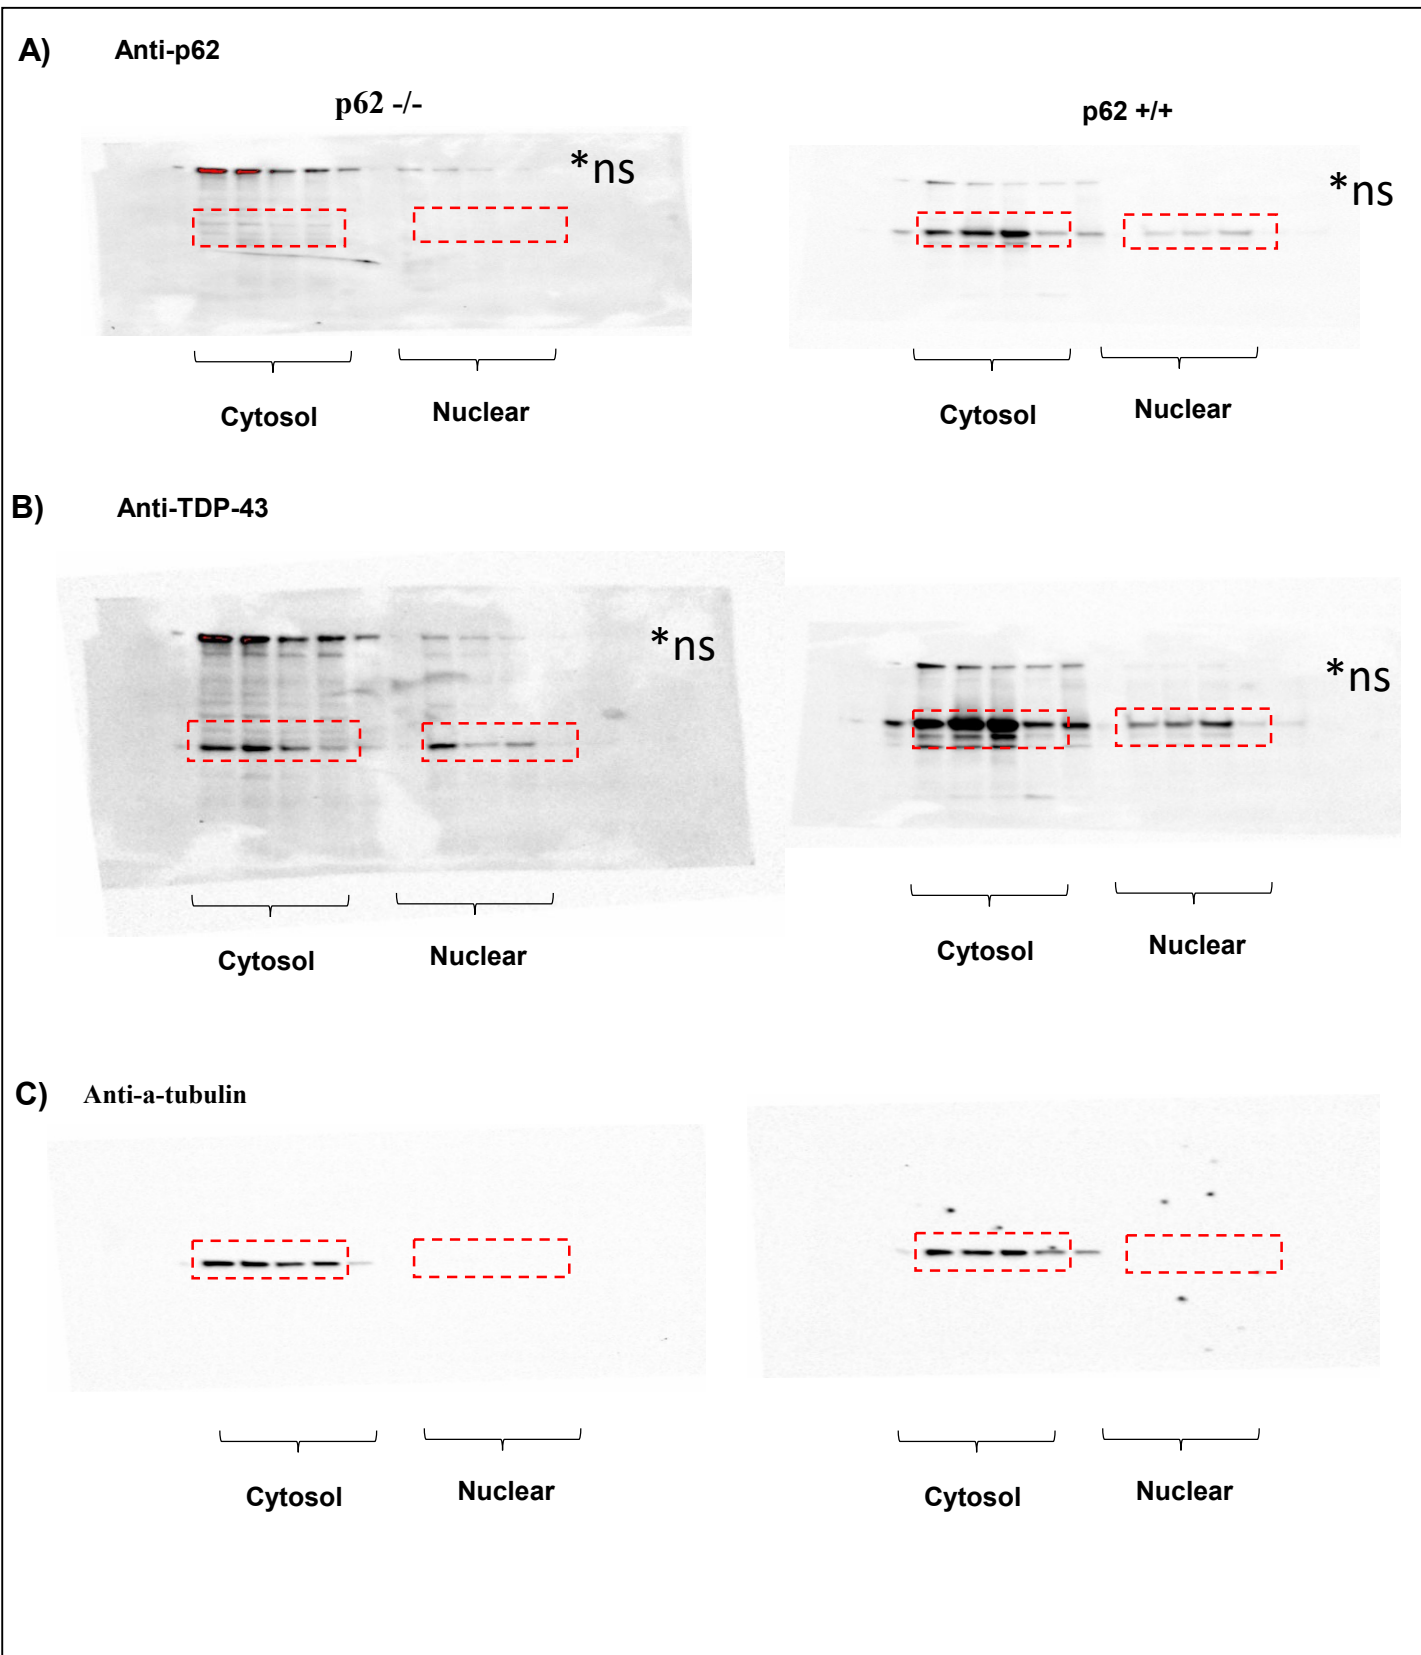 A) Anti-p62
p62 -/-
p62 +/+
*ns
*ns
Cytosol
Nuclear
Cytosol
Nuclear
B) Anti-TDP-43
*ns
*ns
Cytosol
Nuclear
Cytosol
Nuclear
C) Anti-a-tubulin
Cytosol
Nuclear
Cytosol
Nuclear